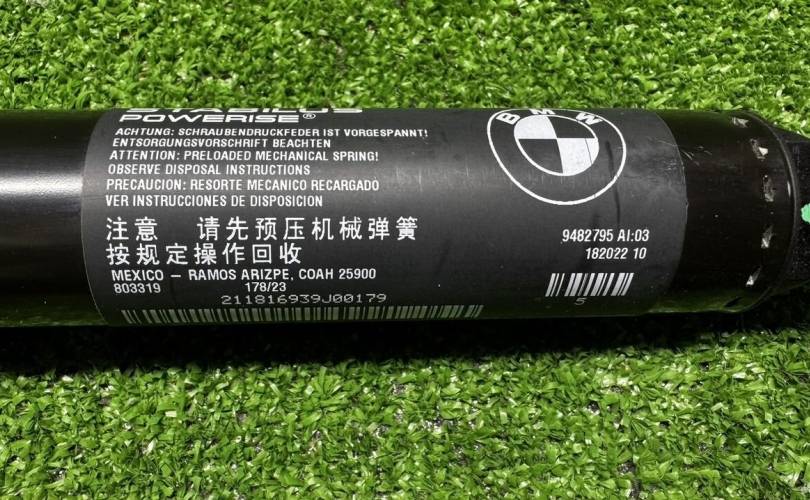 STABILUS
POWERISE®
ACHTUNG: SCHRAUBENDRUCKFEDER IST VORGESPANNT!
ENTSORGUNGSVORSCHRIFT BEACHTEN
ATTENTION: PRELOADED MECHANICAL SPRING!
OBSERVE DISPOSAL INSTRUCTIONS
PRECAUCION: RESORTE MECANICO RECARGADO
VER INSTRUCCIONES DE DISPOSICION
注意 请先预压机械弹簧
按规定操作回收
MEXICO – RAMOS ARIZPE, COAH 25900
803319 178/23
211816939J00179
BMW
9482795 AI:03
182022 10
5